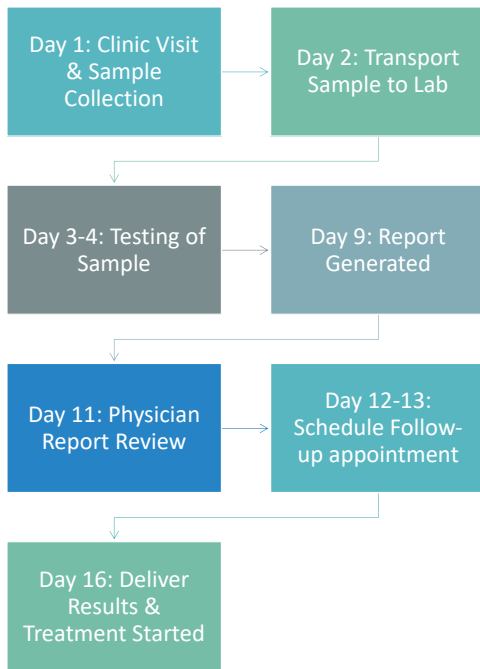 Day 1: Clinic Visit
& Sample
Collection
Day 2: Transport
Sample to Lab
Day 3-4: Testing of
Sample
Day 9: Report
Generated
Day 11: Physician
Report Review
Day 12-13:
Schedule Follow-
up appointment
Day 16: Deliver
Results &
Treatment Started